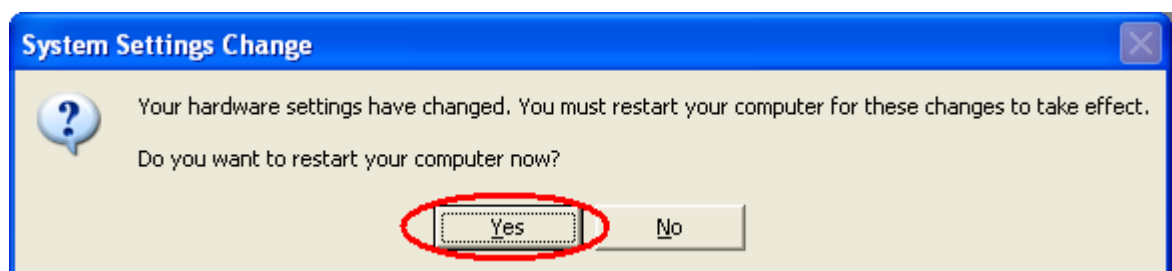 System Settings Change
Your hardware settings have changed. You must restart your computer for these changes to take effect.
Do you want to restart your computer now?
Yes No